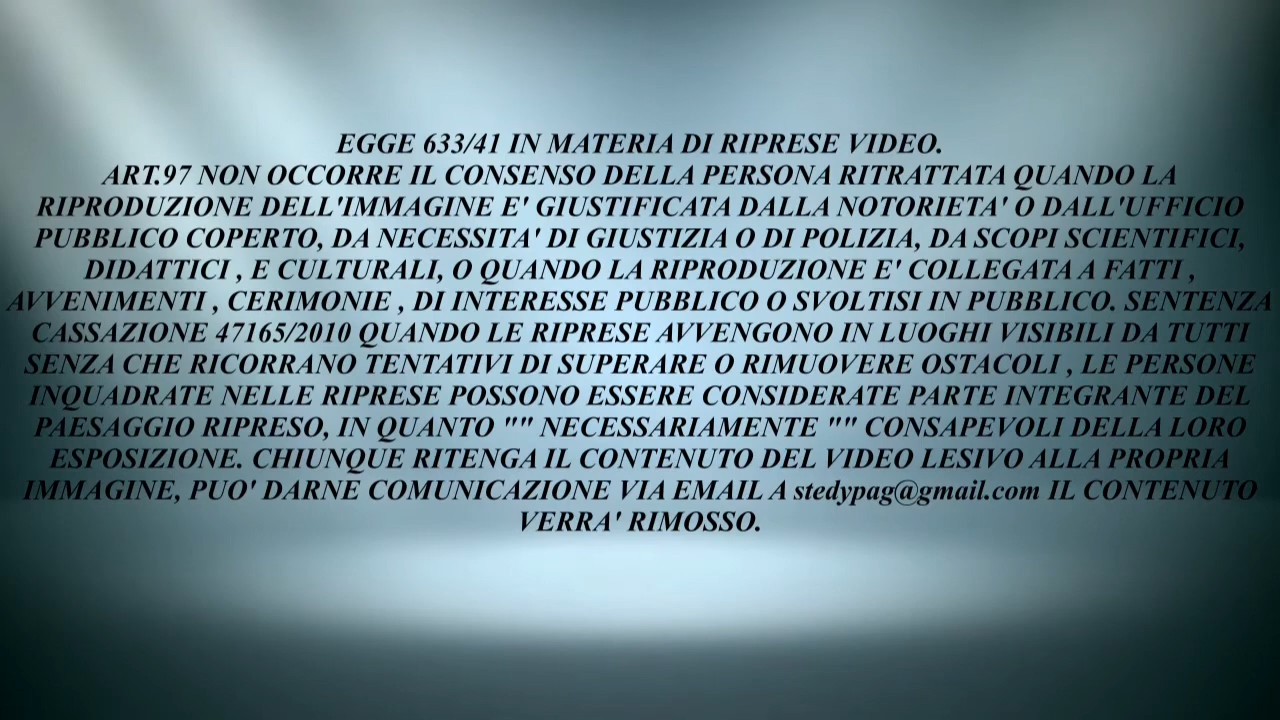 EGGE 633/41 IN MATERIA DI RIPRESE VIDEO.
ART.97 NON OCCORRE IL CONSENSO DELLA PERSONA RITRATTATA QUANDO LA
RIPRODUZIONE DELL'IMMAGINE E' GIUSTIFICATA DALLA NOTORIETA' O DALL'UFFICIO
PUBBLICO COPERTO, DA NECESSITA' DI GIUSTIZIA O DI POLIZIA, DA SCOPI SCIENTIFICI,
DIDATTICI , E CULTURALI, O QUANDO LA RIPRODUZIONE E' COLLEGATA A FATTI ,
AVVENIMENTI , CERIMONIE , DI INTERESSE PUBBLICO O SVOLTISI IN PUBBLICO. SENTENZA
CASSAZIONE 47165/2010 QUANDO LE RIPRESE AVVENGONO IN LUOGHI VISIBILI DA TUTTI
SENZA CHE RICORRANO TENTATIVI DI SUPERARE O RIMUOVERE OSTACOLI , LE PERSONE
INQUADRATE NELLE RIPRESE POSSONO ESSERE CONSIDERATE PARTE INTEGRANTE DEL
PAESAGGIO RIPRESO, IN QUANTO "" NECESSARIAMENTE "" CONSAPEVOLI DELLA LORO
ESPOSIZIONE. CHIUNQUE RITENGA IL CONTENUTO DEL VIDEO LESIVO ALLA PROPRIA
IMMAGINE, PUO' DARNE COMUNICAZIONE VIA EMAIL A stedypag@gmail.com IL CONTENUTO
VERRA' RIMOSSO.